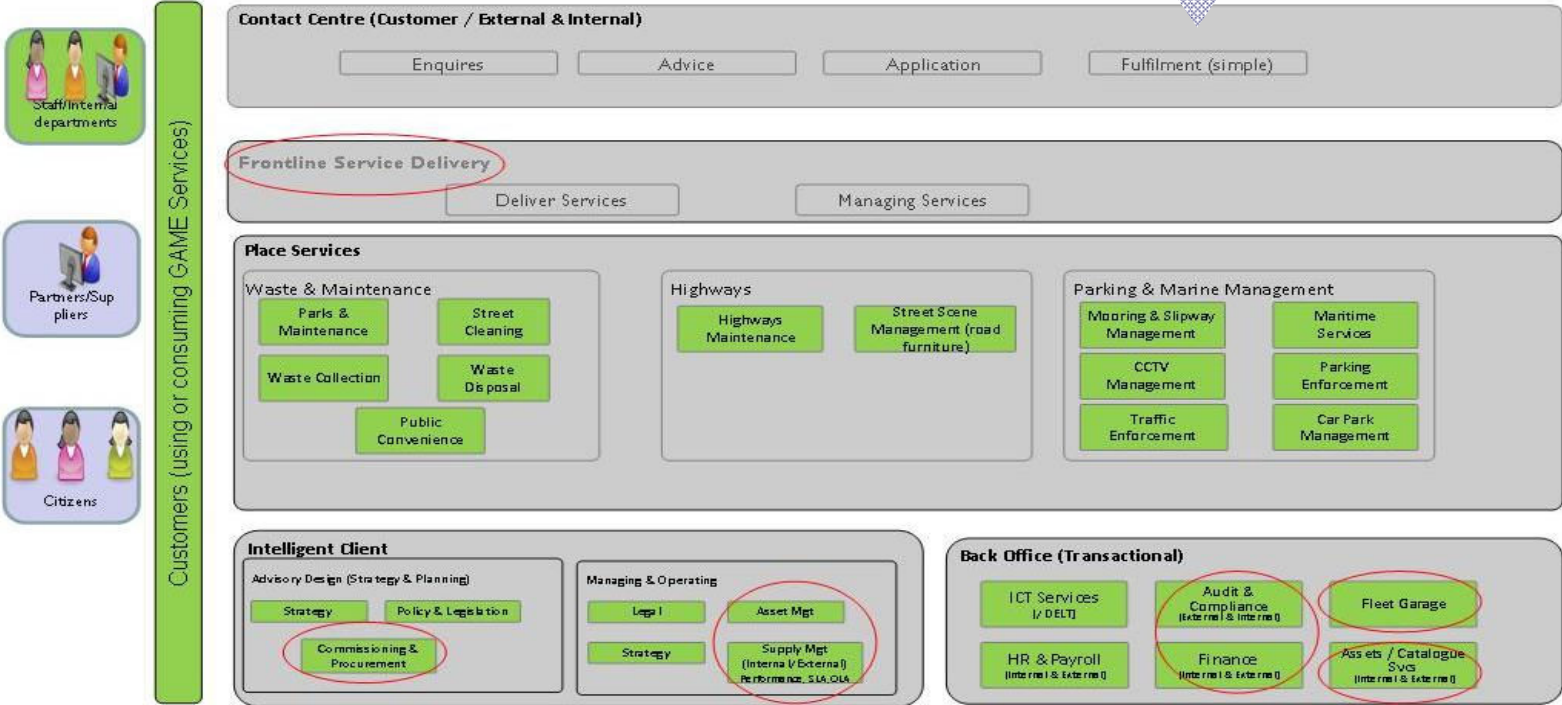 Contact Centre (Customer / External & Internal)
Enquires
Advice
Application
Fulfilment (simple)
Staff/Internal
departments
Partners/Sup
pliers
Citizens
Customers (using or consuming GAME Services)
Frontline Service Delivery
Deliver Services
Managing Services
Place Services
Waste & Maintenance
Parks &
Maintenance
Street
Cleaning
Waste Collection
Waste
Disposal
Public
Convenience
Highways
Highways
Maintenance
Street Scene
Management (road
furniture)
Parking & Marine Management
Mooring & Slipway
Management
Maritime
Services
CCTV
Management
Parking
Enforcement
Traffic
Enforcement
Car Park
Management
Intelligent Client
Advisory Design (Strategy & Planning)
Strategy
Policy & Legislation
Commissioning &
Procurement
Managing & Operating
Legal
Asset Mgt
Strategy
Supply Mgt
(Internal/External)
Performance, SLA,OLA
Back Office (Transactional)
ICT Services
(/ DELT)
Audit &
Compliance
(External & Internal)
Fleet Garage
HR & Payroll
(Internal & External)
Finance
(Internal & External)
Assets / Catalogue
Svcs
(Internal & External)